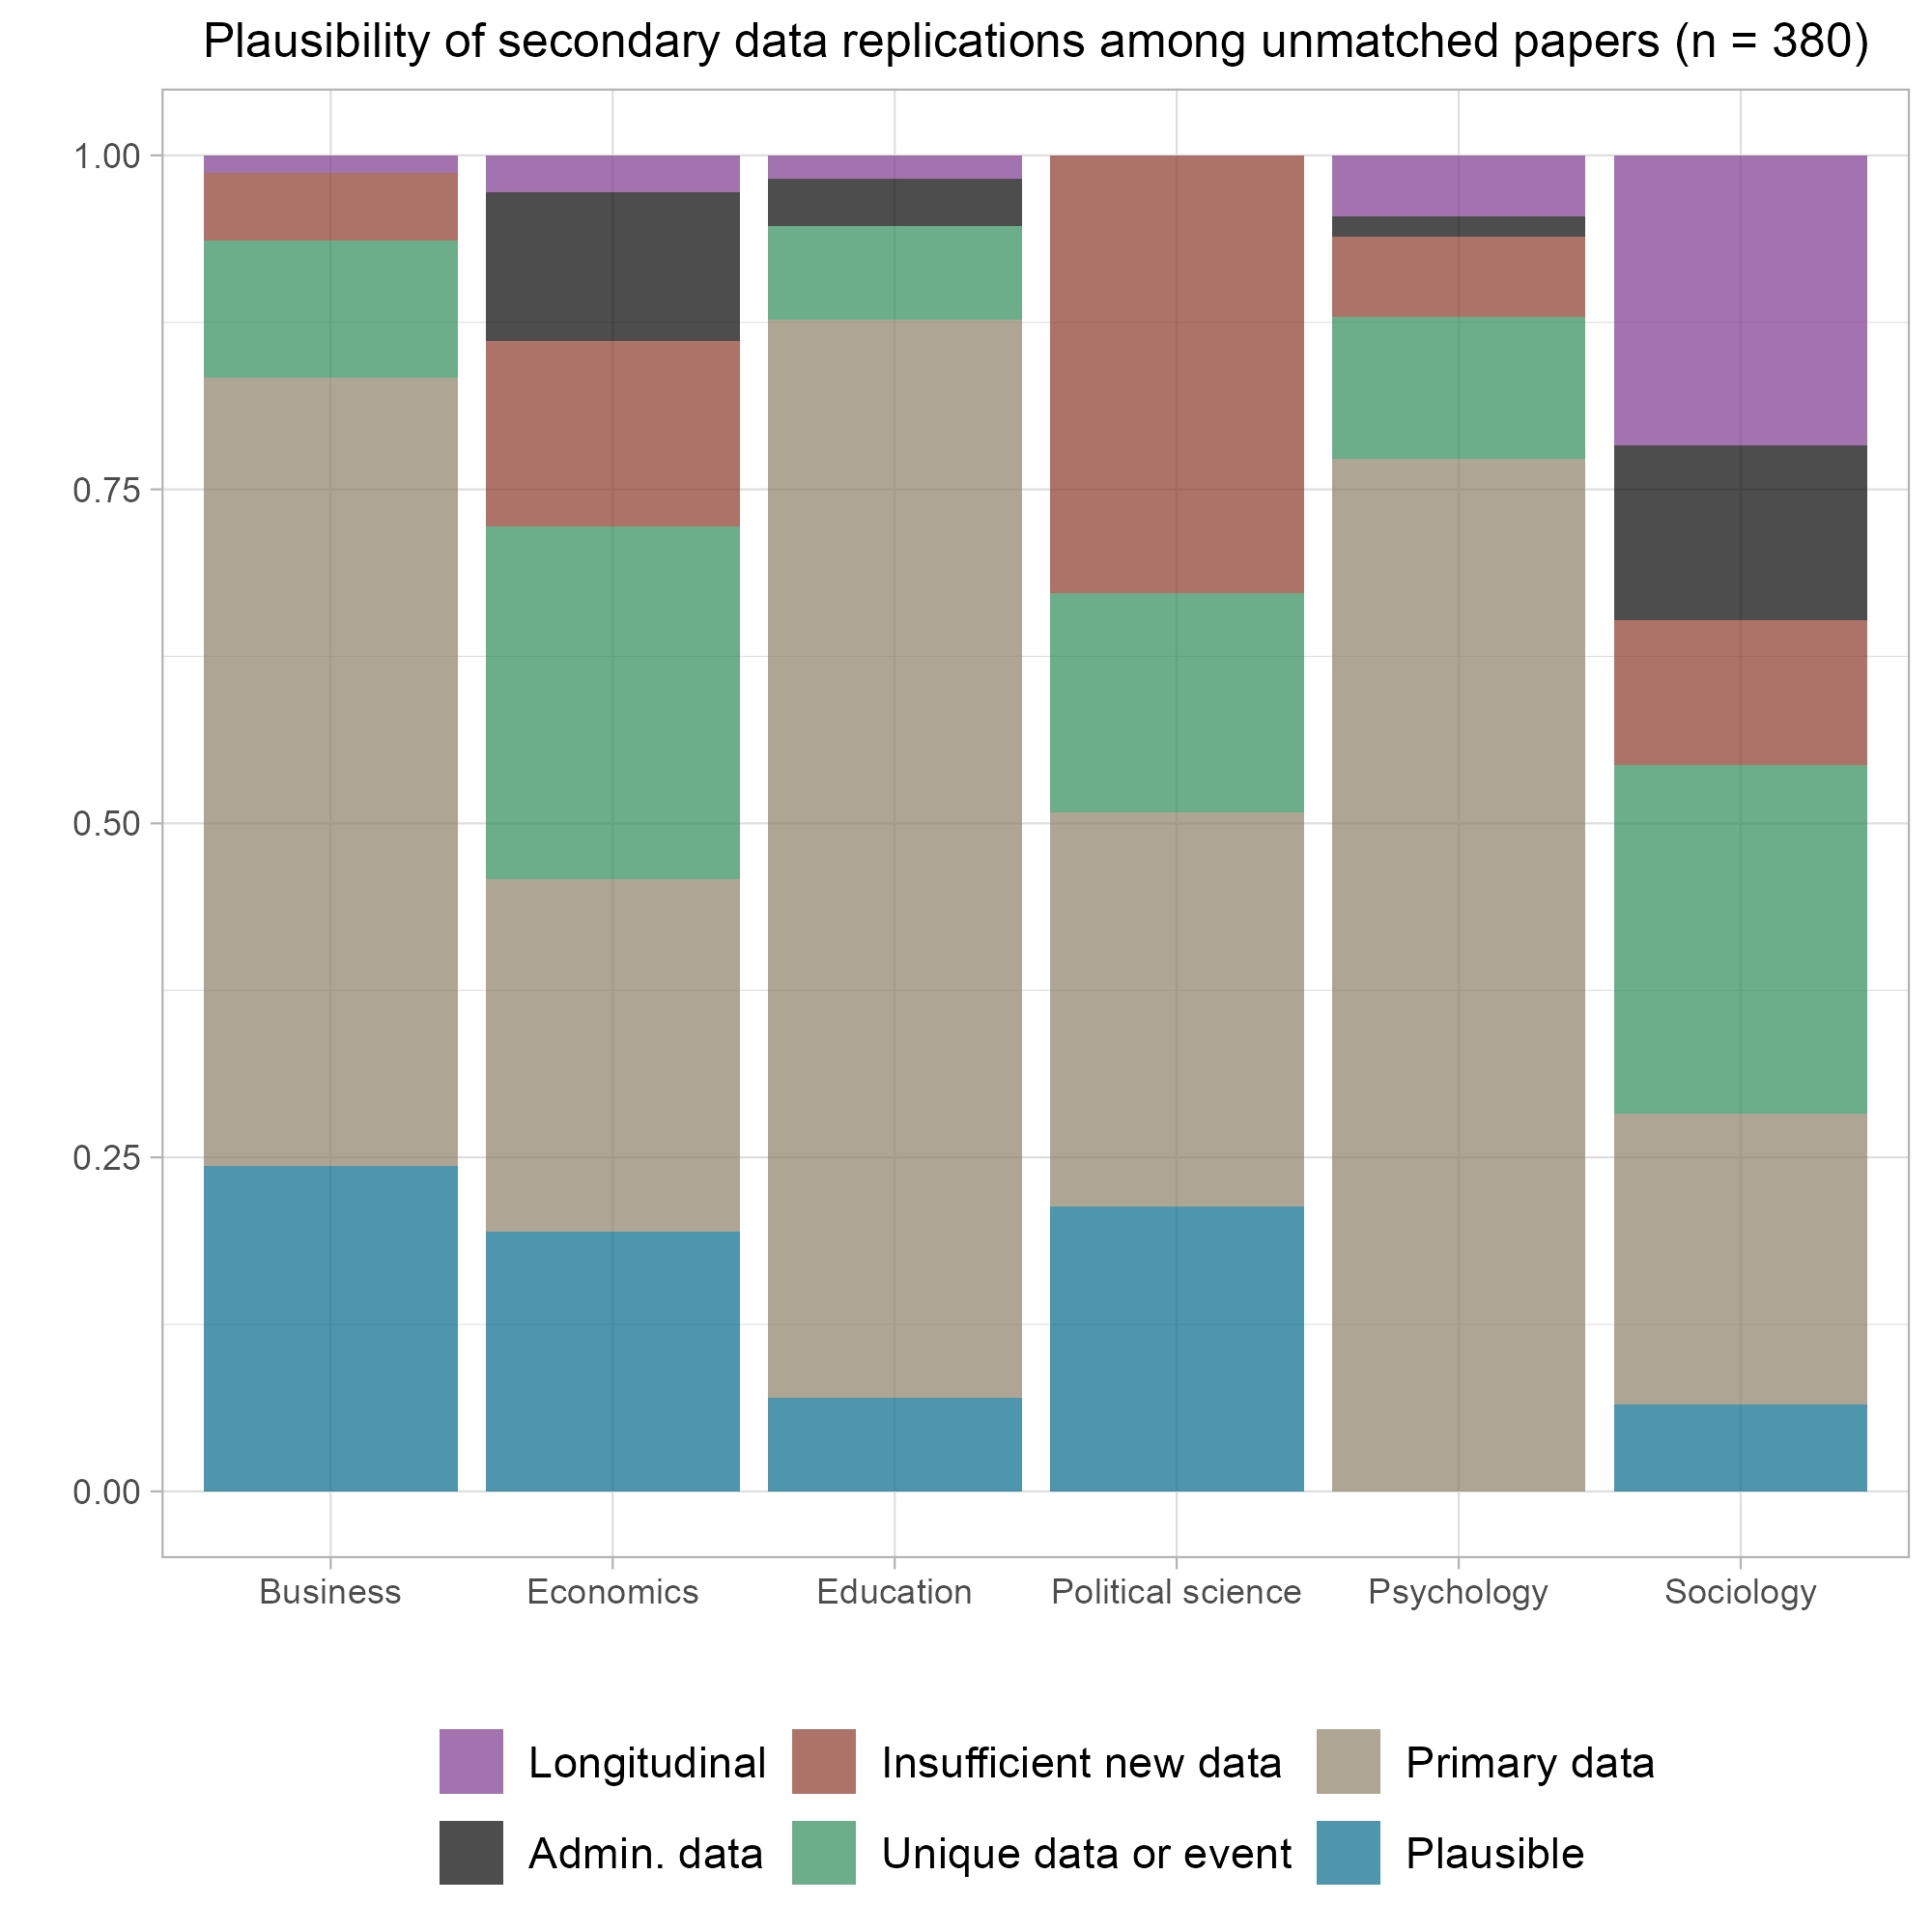 Plausibility of secondary data replications among unmatched papers (n = 380)
1.00
0.75
0.50
0.25
0.00
Business Economics Education Political science Psychology Sociology
Longitudinal Insufficient new data Primary data
Admin. data Unique data or event Plausible